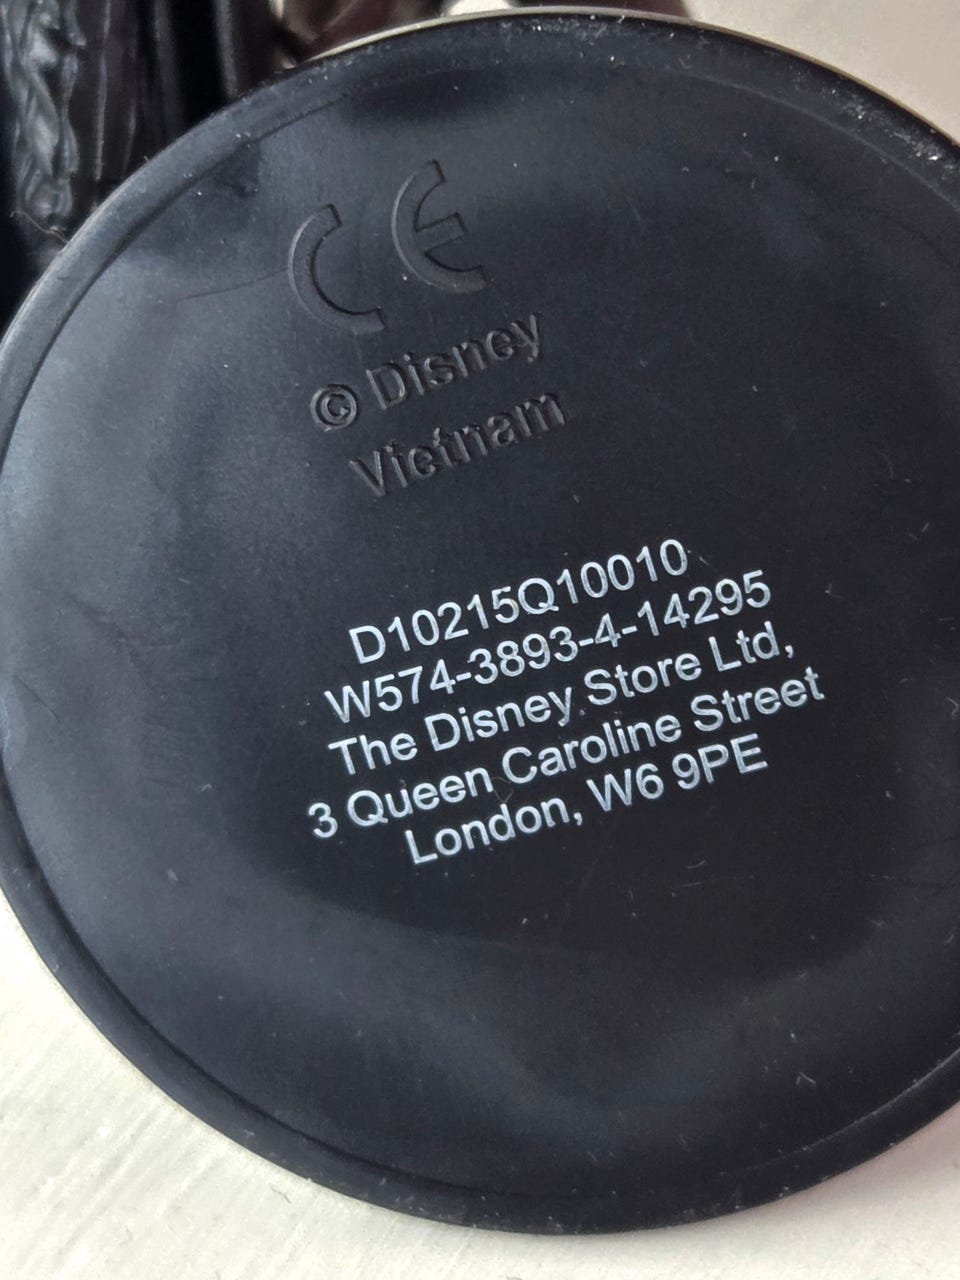 CE
© Disney
Vietnam
D10215Q10010
W574-3893-4-14295
The Disney Store Ltd,
3 Queen Caroline Street
London, W6 9PE